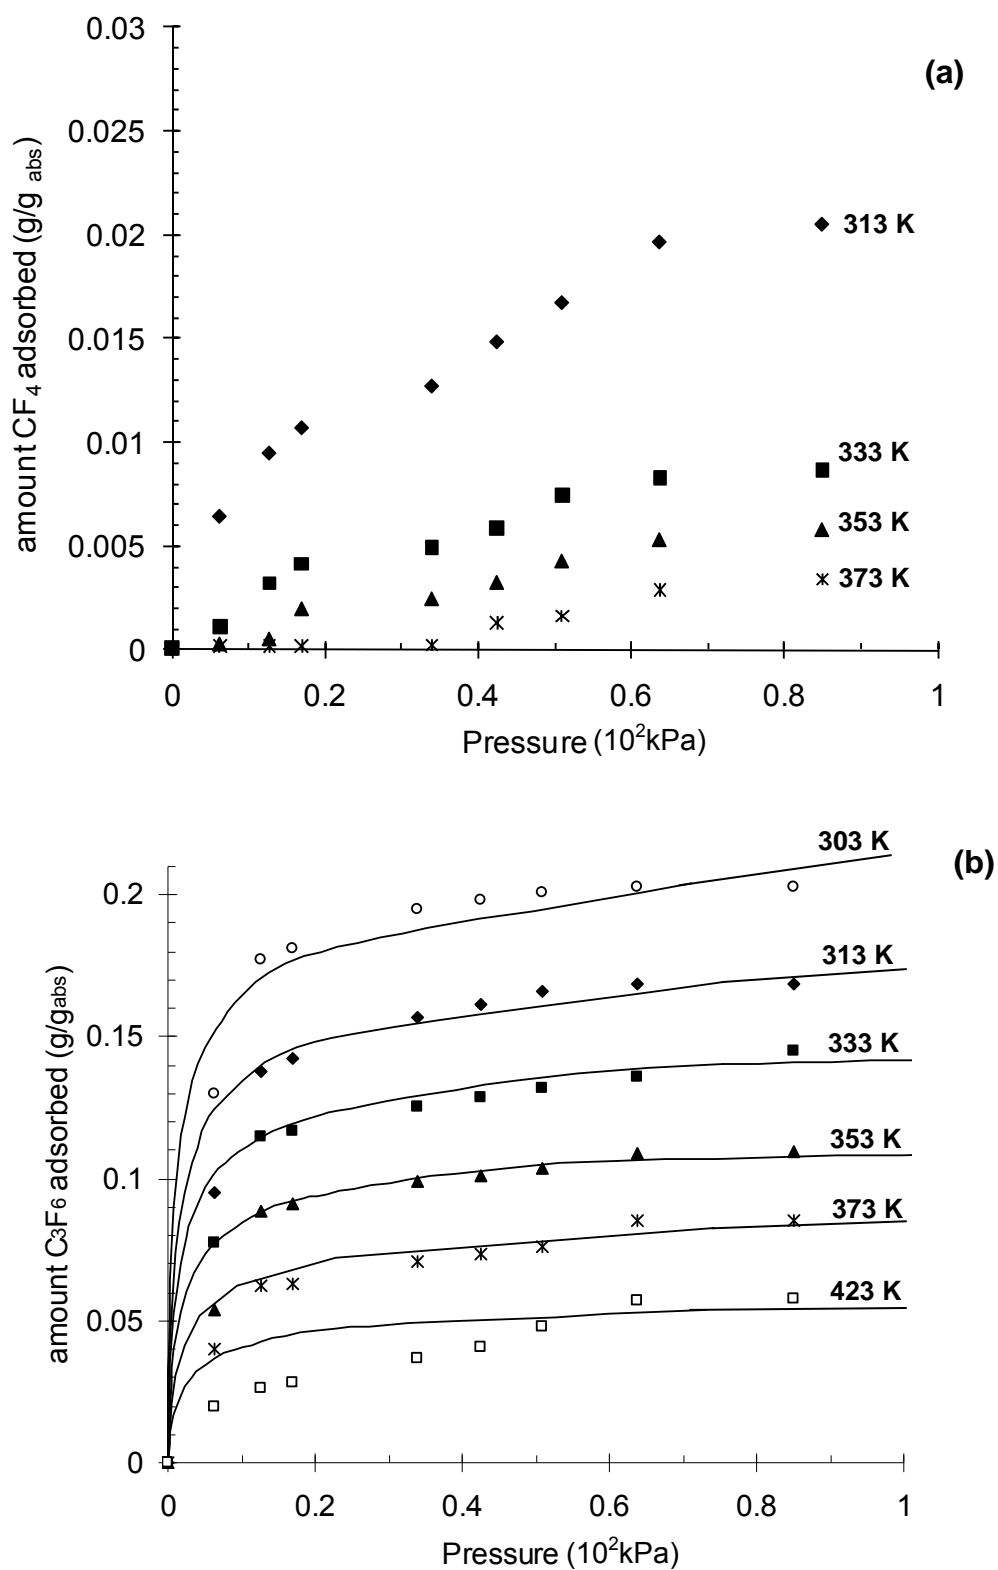 0.03
(a)
0.025
0.02
313 K
0.015
0.01
333 K
353 K
0.005
373 K
0
0 0.2 0.4 0.6 0.8 1
Pressure (10²kPa)
amount CF₄ adsorbed (g/g abs)
303 K
(b)
0.2
313 K
0.15
333 K
353 K
0.1
373 K
423 K
0.05
0
0 0.2 0.4 0.6 0.8 1
Pressure (10²kPa)
amount C3F6 adsorbed (g/gabs)